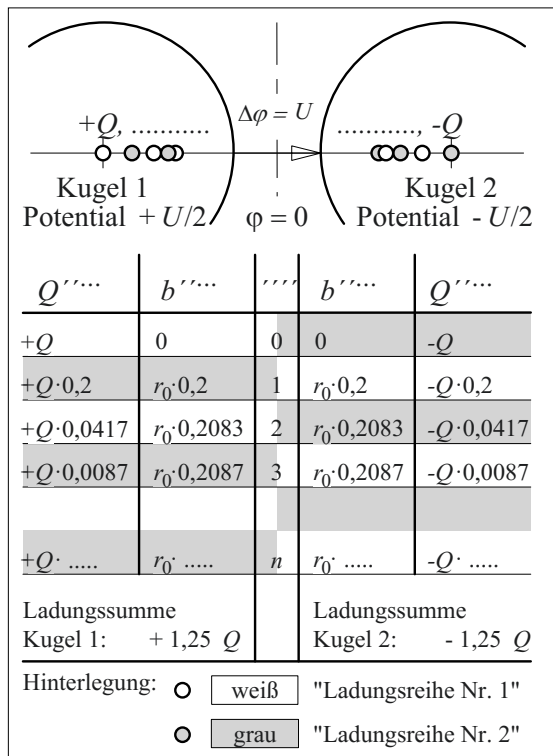 Δφ = U
+Q, ........... ..........., -Q
Kugel 1 Kugel 2
Potential + U/2 φ = 0 Potential - U/2
Q´´··· b´´··· ´´´´ b´´··· Q´´···
+Q 0 0 0 -Q
+Q·0,2 r₀·0,2 1 r₀·0,2 -Q·0,2
+Q·0,0417 r₀·0,2083 2 r₀·0,2083 -Q·0,0417
+Q·0,0087 r₀·0,2087 3 r₀·0,2087 -Q·0,0087
+Q· ..... r₀· ..... n r₀· ..... -Q· .....
Ladungssumme Ladungssumme
Kugel 1: + 1,25 Q Kugel 2: - 1,25 Q
Hinterlegung: weiß "Ladungsreihe Nr. 1"
grau "Ladungsreihe Nr. 2"